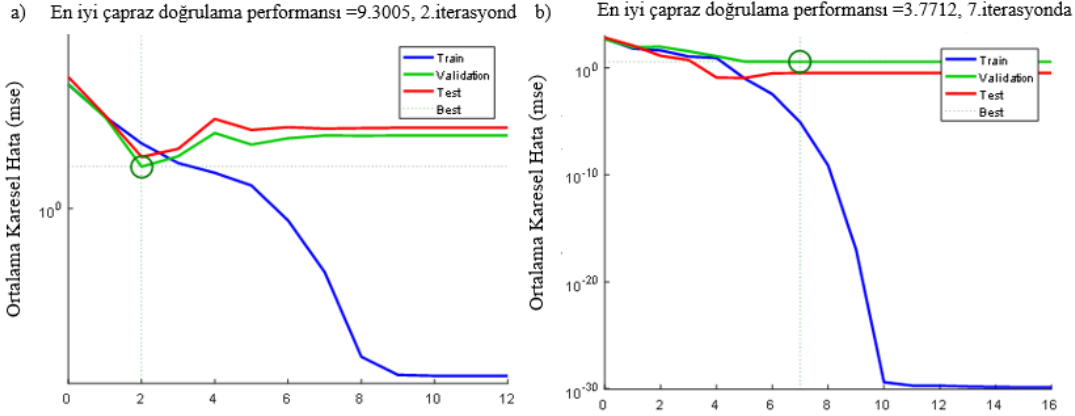 a) En iyi çapraz doğrulama performansı =9.3005, 2.iterasyond
Ortalama Karesel Hata (mse)
10^0
Train
Validation
Test
Best
0 2 4 6 8 10 12
b) En iyi çapraz doğrulama performansı =3.7712, 7.iterasyonda
Ortalama Karesel Hata (mse)
10^0
10^-10
10^-20
10^-30
Train
Validation
Test
Best
0 2 4 6 8 10 12 14 16